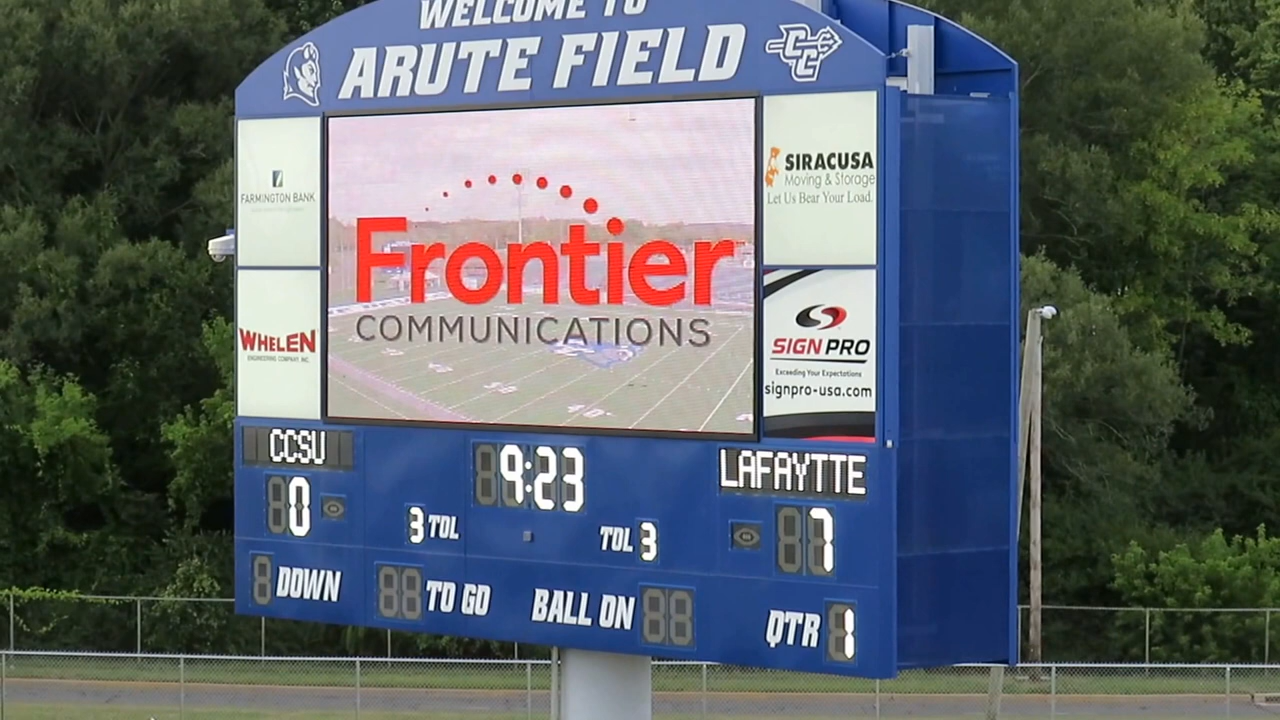 WELCOME TO
ARUTE FIELD
CC
FARMINGTON BANK
WHELEN
ENGINEERING COMPANY, INC.
Frontier
COMMUNICATIONS
SIRACUSA
Moving & Storage
Let Us Bear Your Load.
SIGN PRO
Exceeding Your Expectations
signpro-usa.com
CCSU
9:23
LAFAYTTE
0
3 TOL
TOL 3
7
DOWN
TO GO
BALL ON
QTR 1